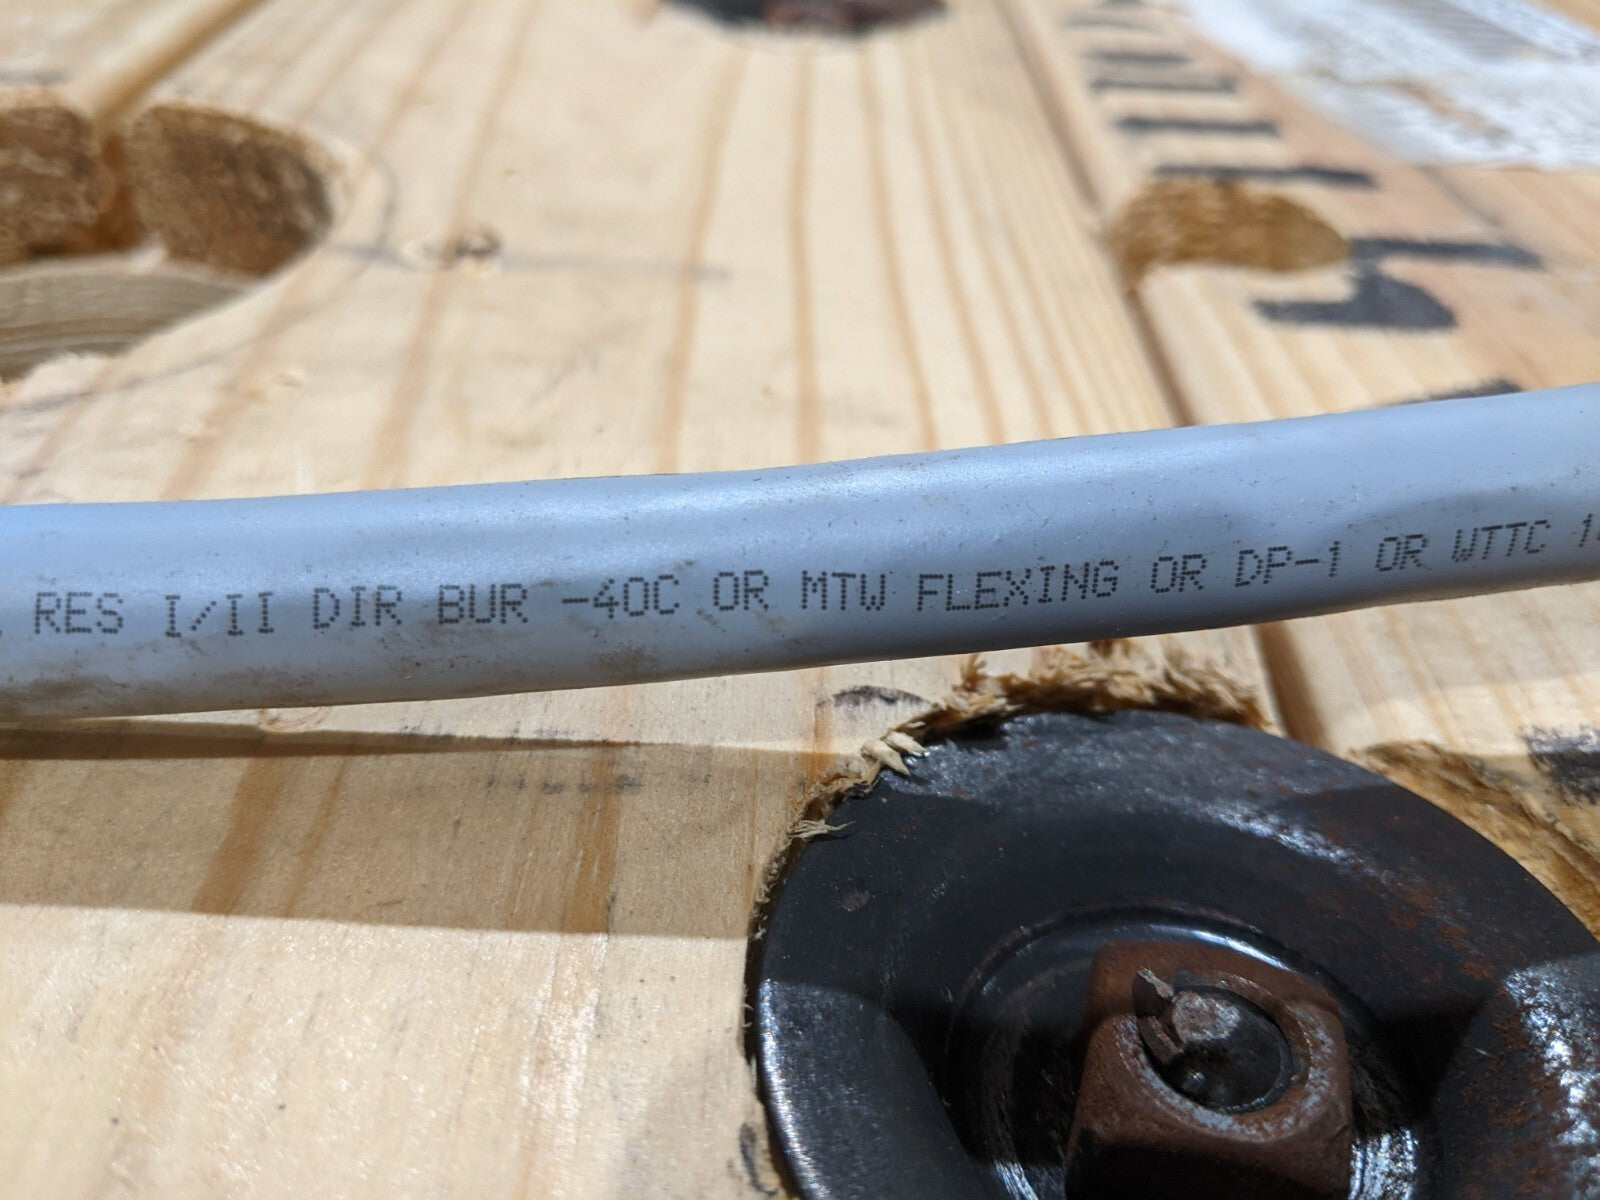 RES I/II DIR BUR -40C OR MTW FLEXING OR DP-1 OR WTTC